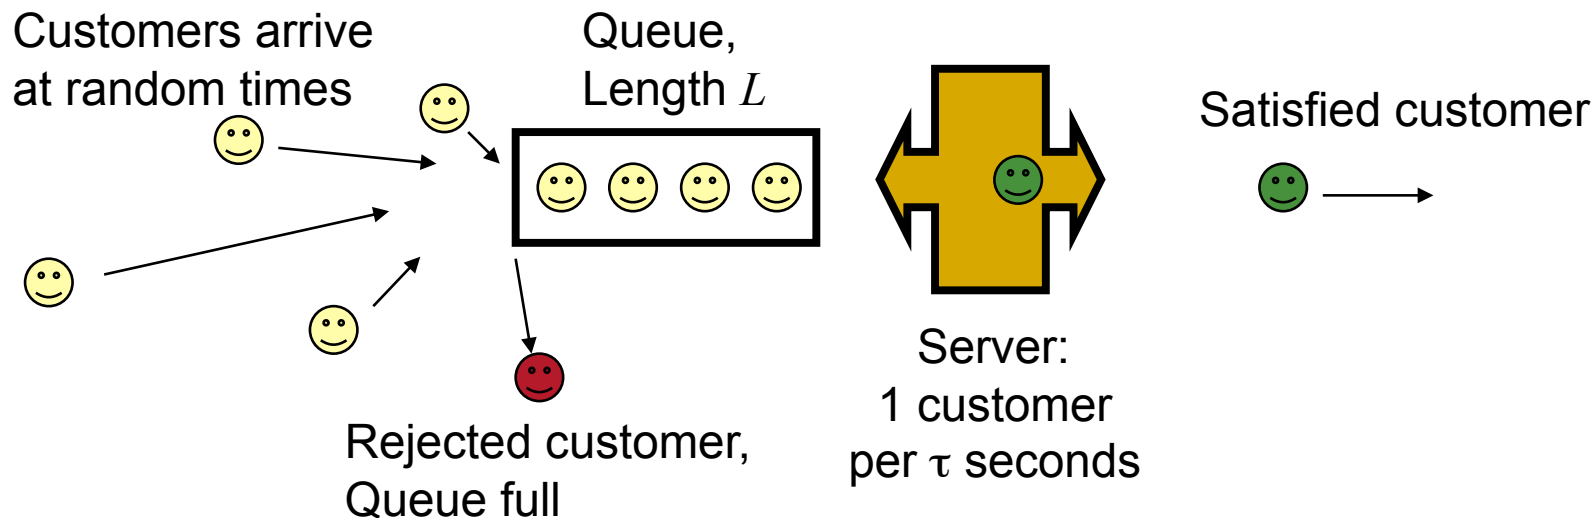 Customers arrive
at random times
Queue,
Length L
Satisfied customer
Server:
1 customer
per τ seconds
Rejected customer,
Queue full